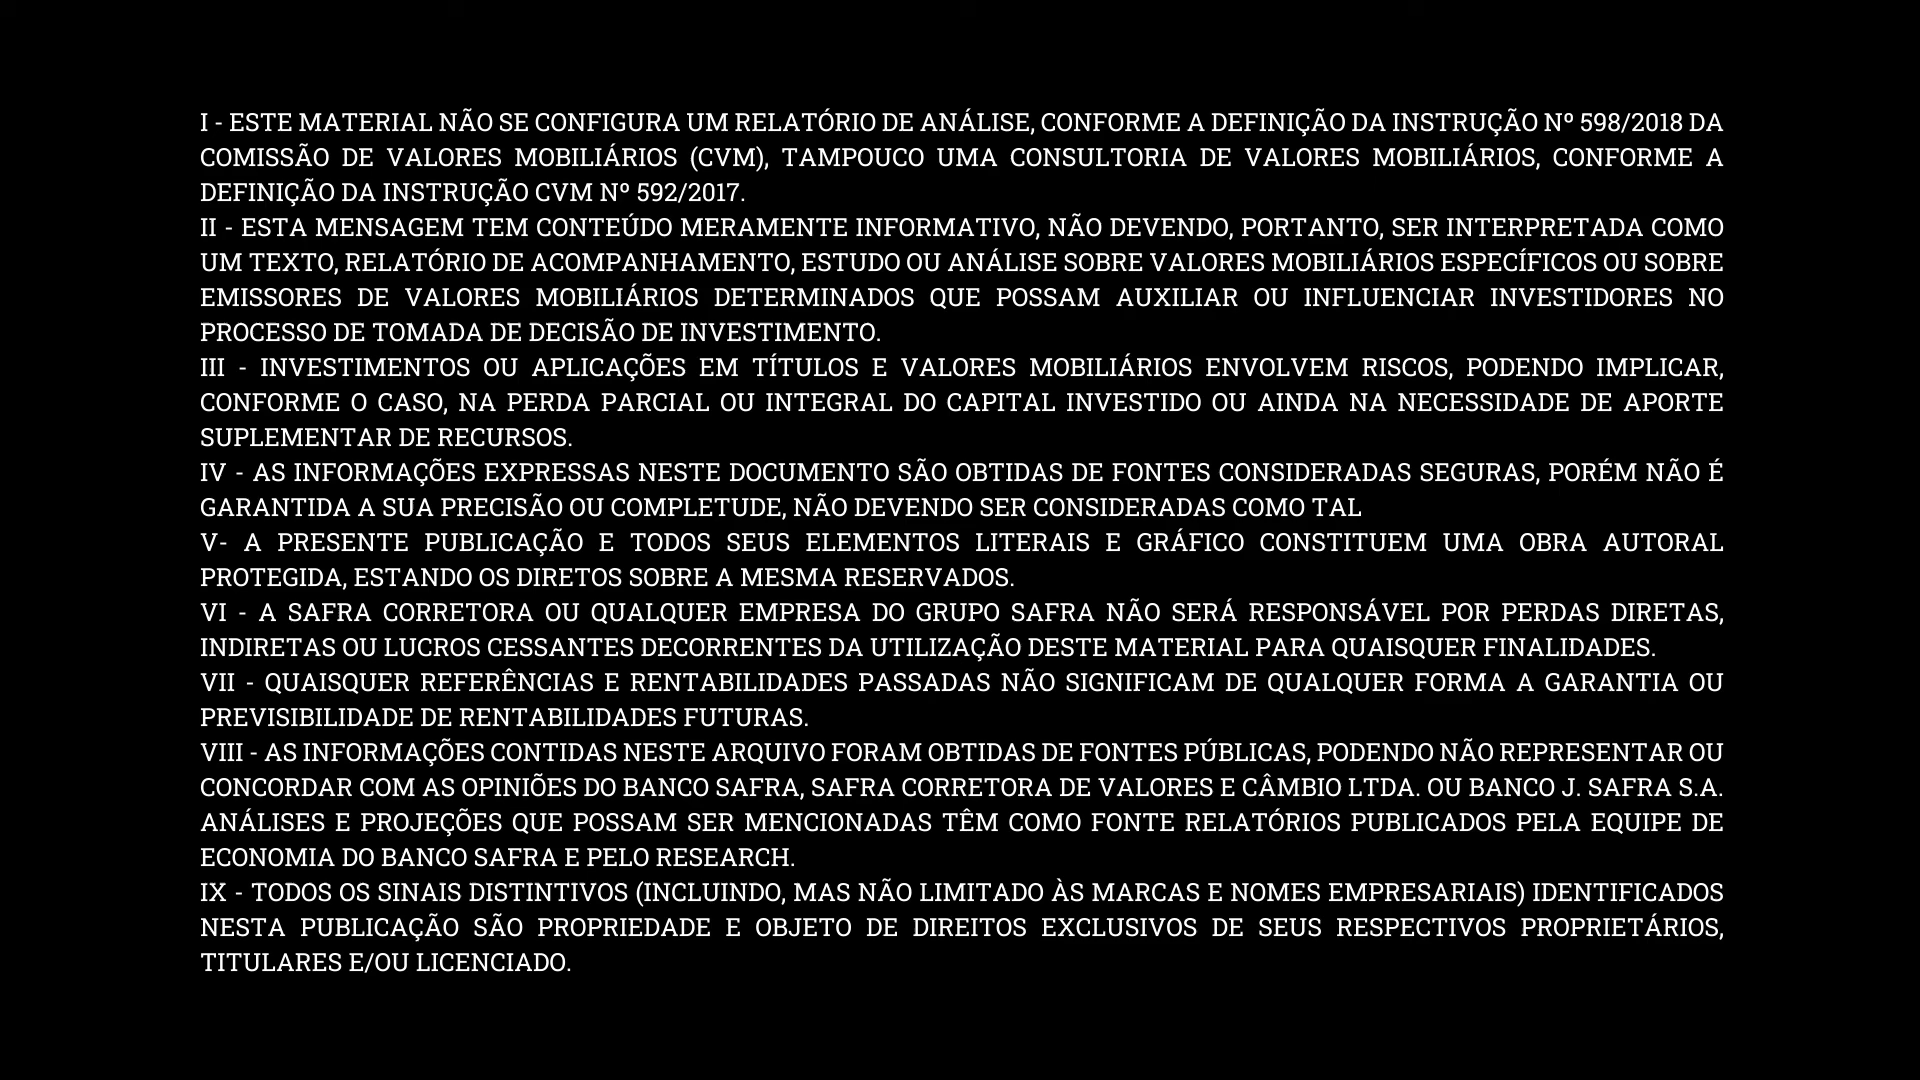 I - ESTE MATERIAL NÃO SE CONFIGURA UM RELATÓRIO DE ANÁLISE, CONFORME A DEFINIÇÃO DA INSTRUÇÃO Nº 598/2018 DA
COMISSÃO DE VALORES MOBILIÁRIOS (CVM), TAMPOUCO UMA CONSULTORIA DE VALORES MOBILIÁRIOS, CONFORME A
DEFINIÇÃO DA INSTRUÇÃO CVM Nº 592/2017.
II - ESTA MENSAGEM TEM CONTEÚDO MERAMENTE INFORMATIVO, NÃO DEVENDO, PORTANTO, SER INTERPRETADA COMO
UM TEXTO, RELATÓRIO DE ACOMPANHAMENTO, ESTUDO OU ANÁLISE SOBRE VALORES MOBILIÁRIOS ESPECÍFICOS OU SOBRE
EMISSORES DE VALORES MOBILIÁRIOS DETERMINADOS QUE POSSAM AUXILIAR OU INFLUENCIAR INVESTIDORES NO
PROCESSO DE TOMADA DE DECISÃO DE INVESTIMENTO.
III - INVESTIMENTOS OU APLICAÇÕES EM TÍTULOS E VALORES MOBILIÁRIOS ENVOLVEM RISCOS, PODENDO IMPLICAR,
CONFORME O CASO, NA PERDA PARCIAL OU INTEGRAL DO CAPITAL INVESTIDO OU AINDA NA NECESSIDADE DE APORTE
SUPLEMENTAR DE RECURSOS.
IV - AS INFORMAÇÕES EXPRESSAS NESTE DOCUMENTO SÃO OBTIDAS DE FONTES CONSIDERADAS SEGURAS, PORÉM NÃO É
GARANTIDA A SUA PRECISÃO OU COMPLETUDE, NÃO DEVENDO SER CONSIDERADAS COMO TAL
V- A PRESENTE PUBLICAÇÃO E TODOS SEUS ELEMENTOS LITERAIS E GRÁFICO CONSTITUEM UMA OBRA AUTORAL
PROTEGIDA, ESTANDO OS DIRETOS SOBRE A MESMA RESERVADOS.
VI - A SAFRA CORRETORA OU QUALQUER EMPRESA DO GRUPO SAFRA NÃO SERÁ RESPONSÁVEL POR PERDAS DIRETAS,
INDIRETAS OU LUCROS CESSANTES DECORRENTES DA UTILIZAÇÃO DESTE MATERIAL PARA QUAISQUER FINALIDADES.
VII - QUAISQUER REFERÊNCIAS E RENTABILIDADES PASSADAS NÃO SIGNIFICAM DE QUALQUER FORMA A GARANTIA OU
PREVISIBILIDADE DE RENTABILIDADES FUTURAS.
VIII - AS INFORMAÇÕES CONTIDAS NESTE ARQUIVO FORAM OBTIDAS DE FONTES PÚBLICAS, PODENDO NÃO REPRESENTAR OU
CONCORDAR COM AS OPINIÕES DO BANCO SAFRA, SAFRA CORRETORA DE VALORES E CÂMBIO LTDA. OU BANCO J. SAFRA S.A.
ANÁLISES E PROJEÇÕES QUE POSSAM SER MENCIONADAS TÊM COMO FONTE RELATÓRIOS PUBLICADOS PELA EQUIPE DE
ECONOMIA DO BANCO SAFRA E PELO RESEARCH.
IX - TODOS OS SINAIS DISTINTIVOS (INCLUINDO, MAS NÃO LIMITADO ÀS MARCAS E NOMES EMPRESARIAIS) IDENTIFICADOS
NESTA PUBLICAÇÃO SÃO PROPRIEDADE E OBJETO DE DIREITOS EXCLUSIVOS DE SEUS RESPECTIVOS PROPRIETÁRIOS,
TITULARES E/OU LICENCIADO.